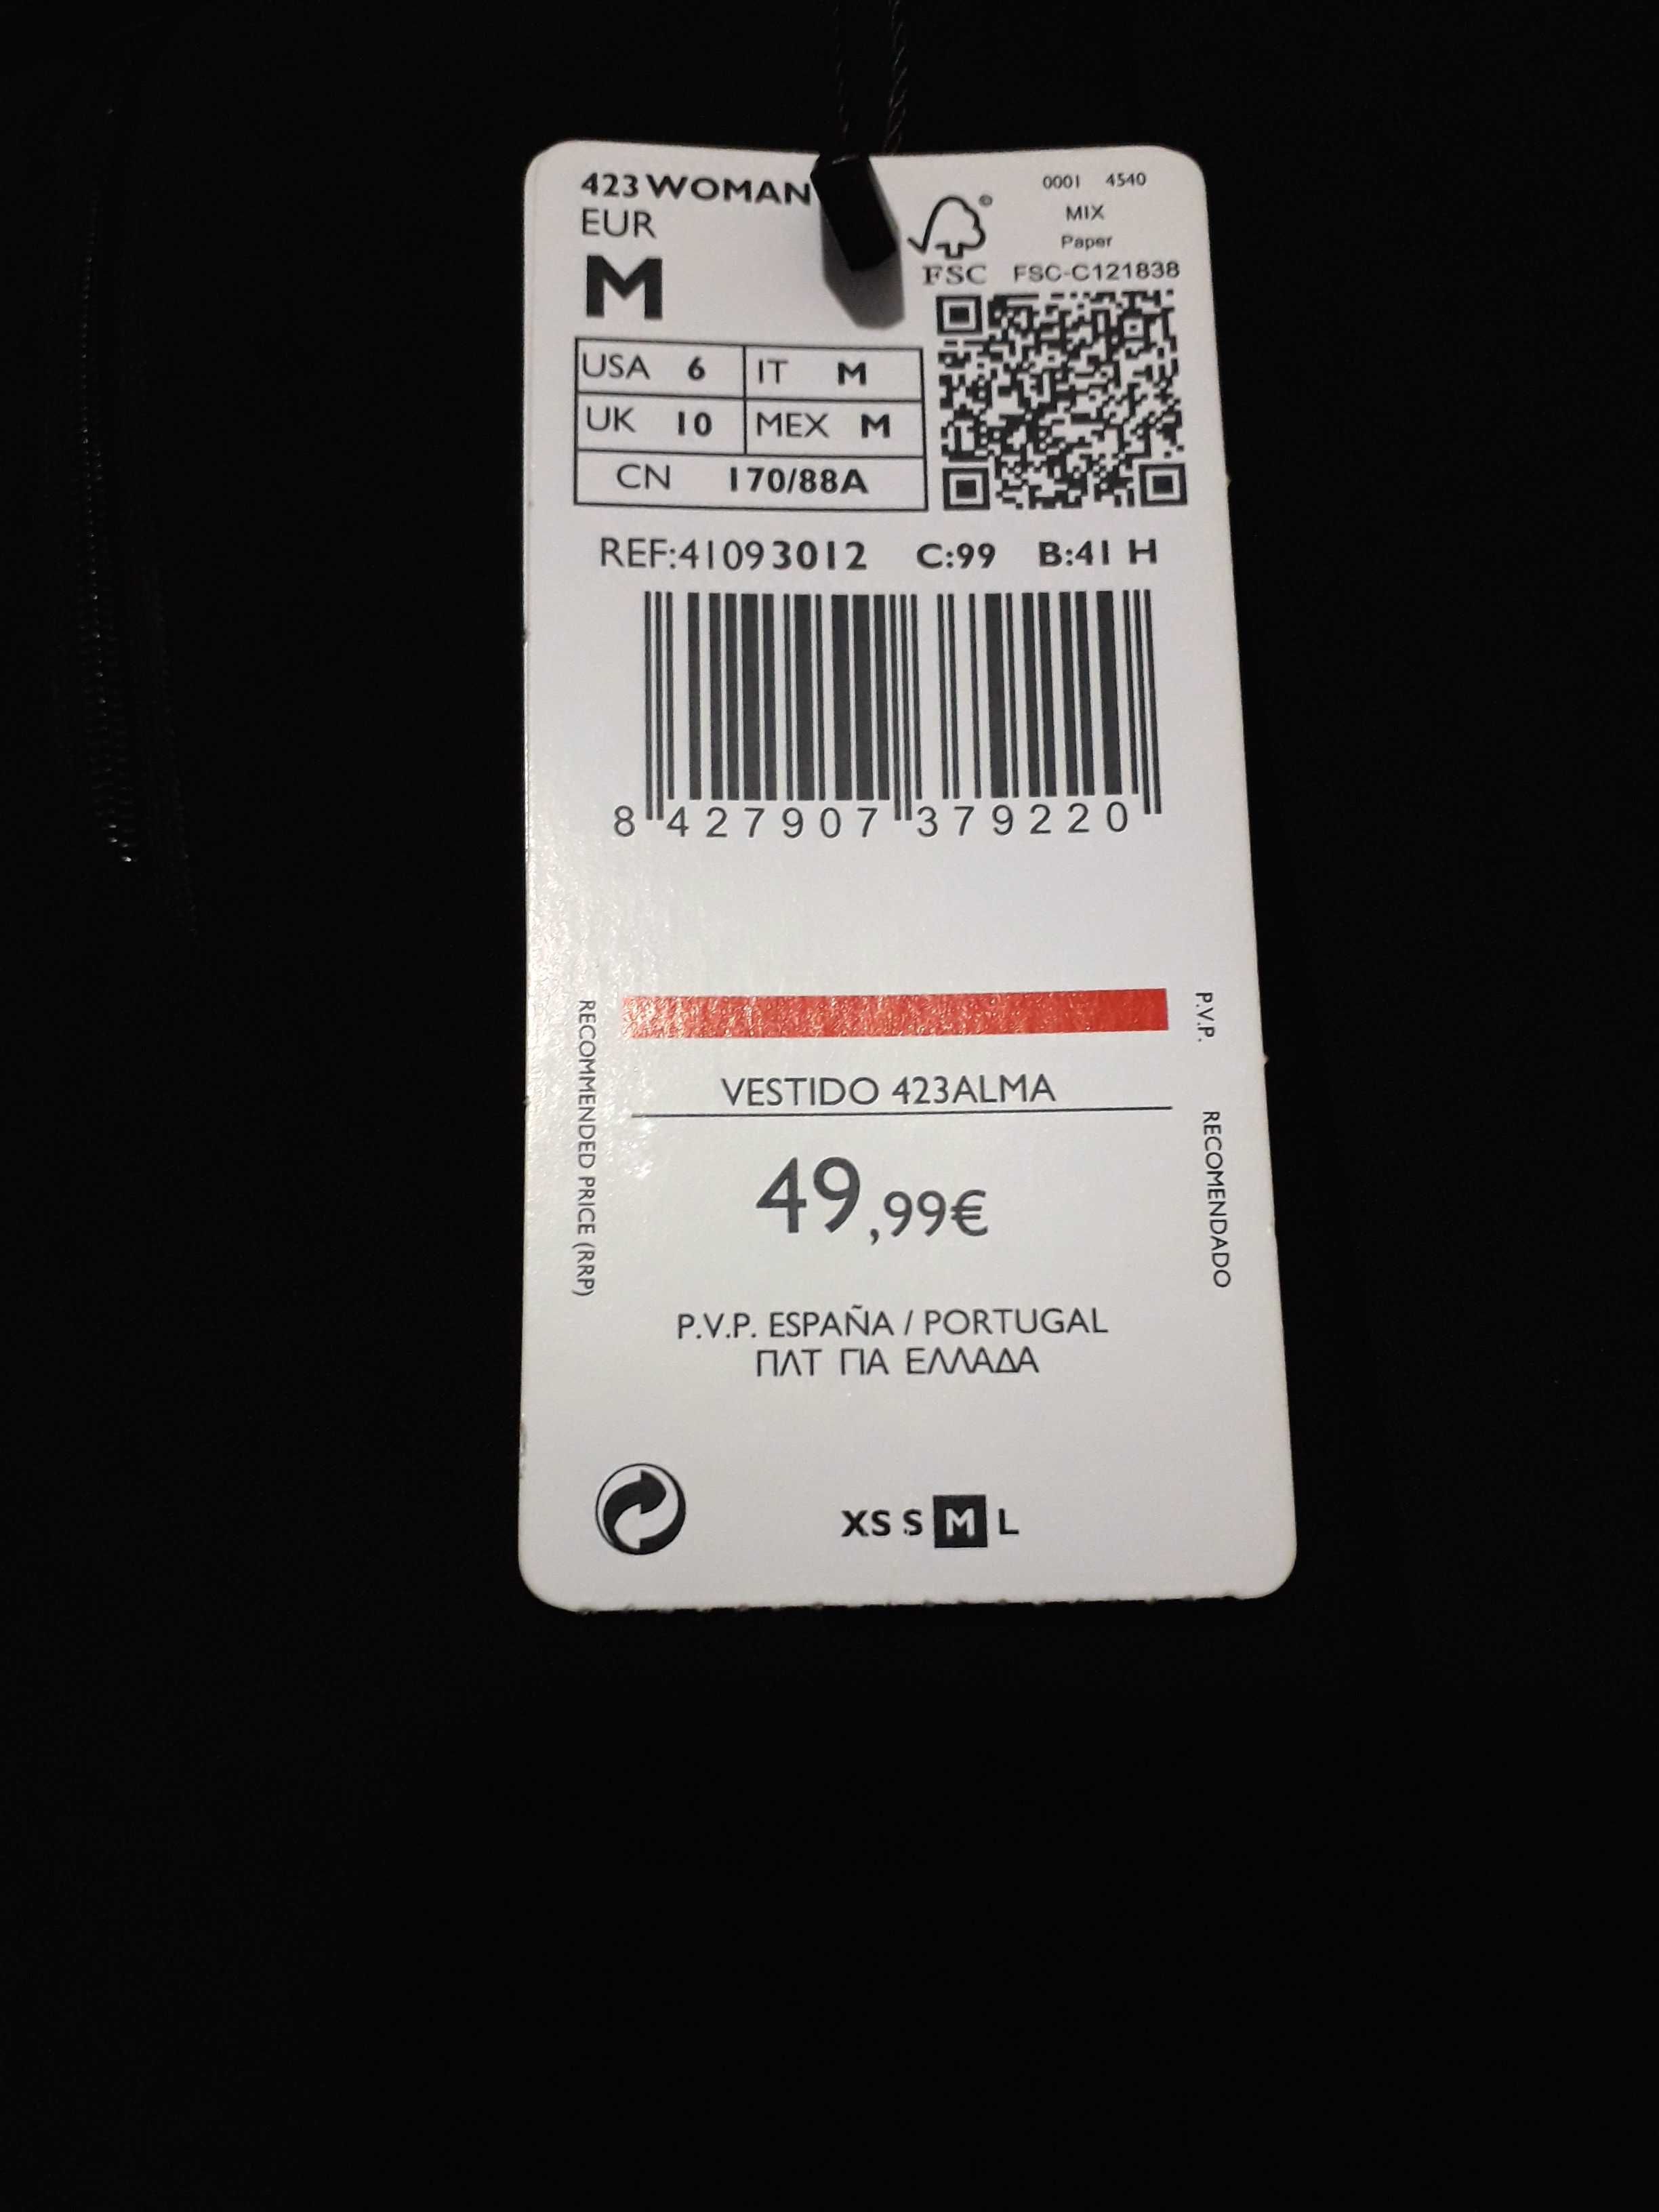 423 WOMAN
EUR
M
0001 4540
MIX
Paper
FSC FSC-C121838
USA 6 IT M
UK 10 MEX M
CN 170/88A
REF:41093012 C:99 B:41 H
8 427907 379220
RECOMMENDED PRICE (RRP)
P.V.P. RECOMENDADO
VESTIDO 423ALMA
49,99€
P.V.P. ESPAÑA / PORTUGAL
ΠΛΤ ΓΙΑ ΕΛΛΑΔΑ
XS S M L